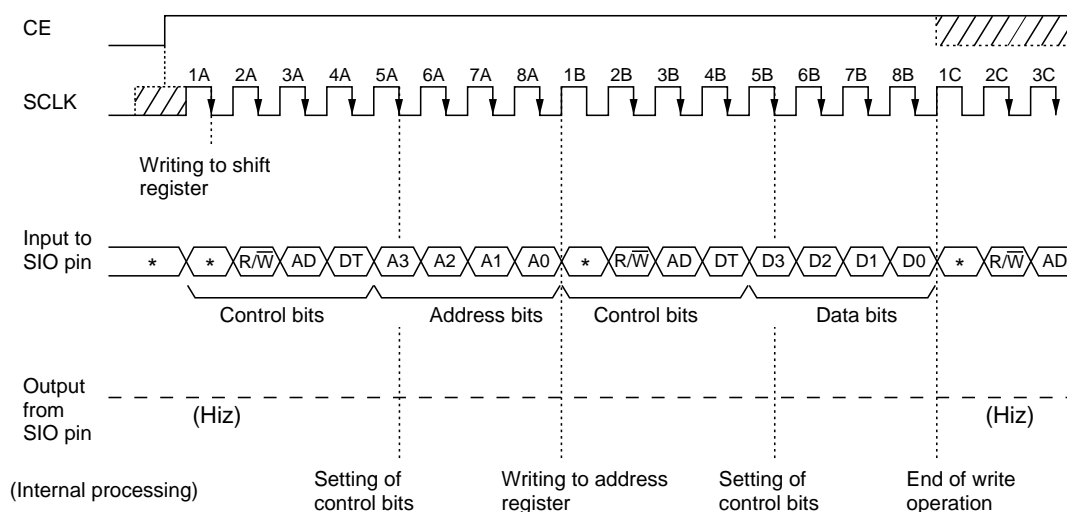 CE
1A 2A 3A 4A 5A 6A 7A 8A 1B 2B 3B 4B 5B 6B 7B 8B 1C 2C 3C
SCLK
Writing to shift
register
Input to
SIO pin
* * R/W̅ AD DT A3 A2 A1 A0 * R/W̅ AD DT D3 D2 D1 D0 * R/W̅ AD
Control bits Address bits Control bits Data bits
Output
from
SIO pin
(Hiz) (Hiz)
(Internal processing)
Setting of
control bits
Writing to address
register
Setting of
control bits
End of write
operation